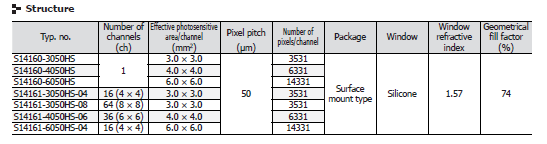 Structure
Typ. no. Number of channels (ch) Effective photosensitive area/channel (mm²) Pixel pitch (µm) Number of pixels/channel Package Window Window refractive index Geometrical fill factor (%)
S14160-3050HS 1 3.0 × 3.0 50 3531 Surface mount type Silicone 1.57 74
S14160-4050HS 4.0 × 4.0 6331
S14160-6050HS 6.0 × 6.0 14331
S14161-3050HS-04 16 (4 × 4) 3.0 × 3.0 3531
S14161-3050HS-08 64 (8 × 8) 3.0 × 3.0 3531
S14161-4050HS-06 36 (6 × 6) 4.0 × 4.0 6331
S14161-6050HS-04 16 (4 × 4) 6.0 × 6.0 14331